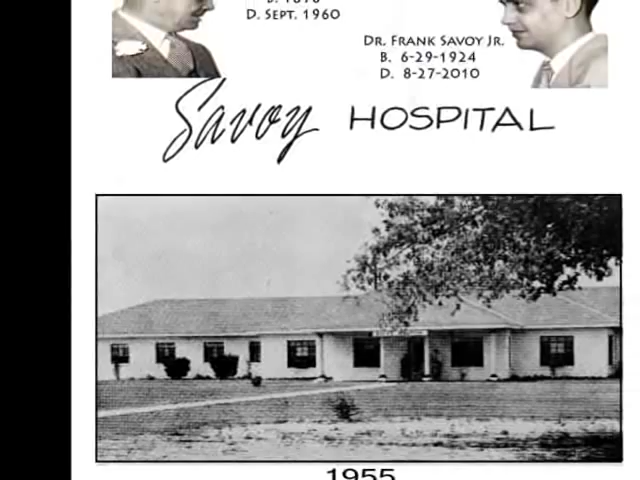 D. SEPT. 1960
DR. FRANK SAVOY JR.
B. 6-29-1924
D. 8-27-2010
Savoy HOSPITAL
1955